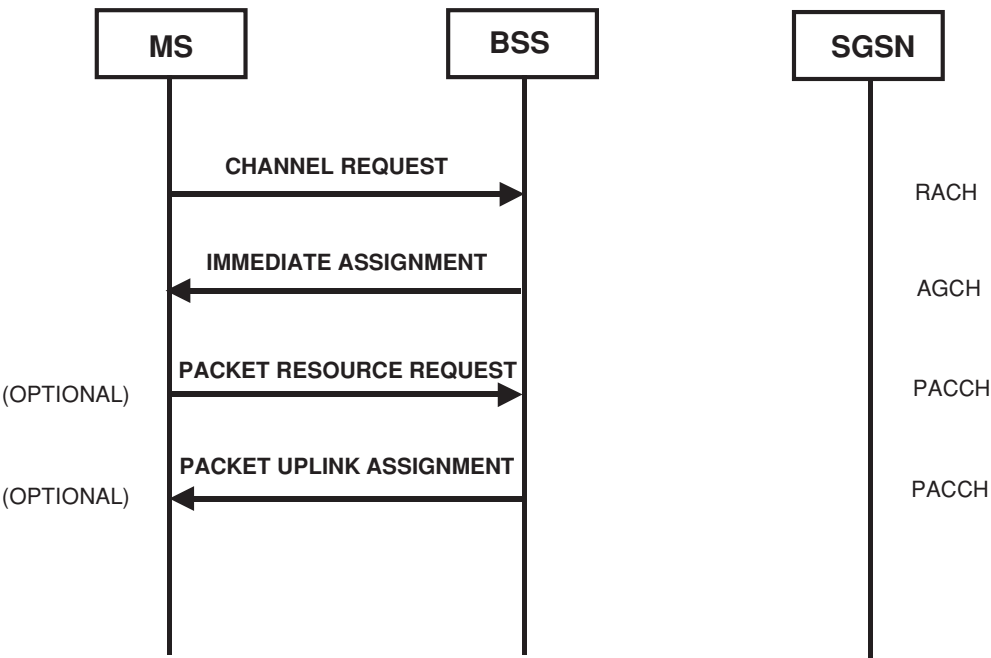 MS
BSS
SGSN
CHANNEL REQUEST
RACH
IMMEDIATE ASSIGNMENT
AGCH
PACKET RESOURCE REQUEST
(OPTIONAL)
PACCH
PACKET UPLINK ASSIGNMENT
(OPTIONAL)
PACCH